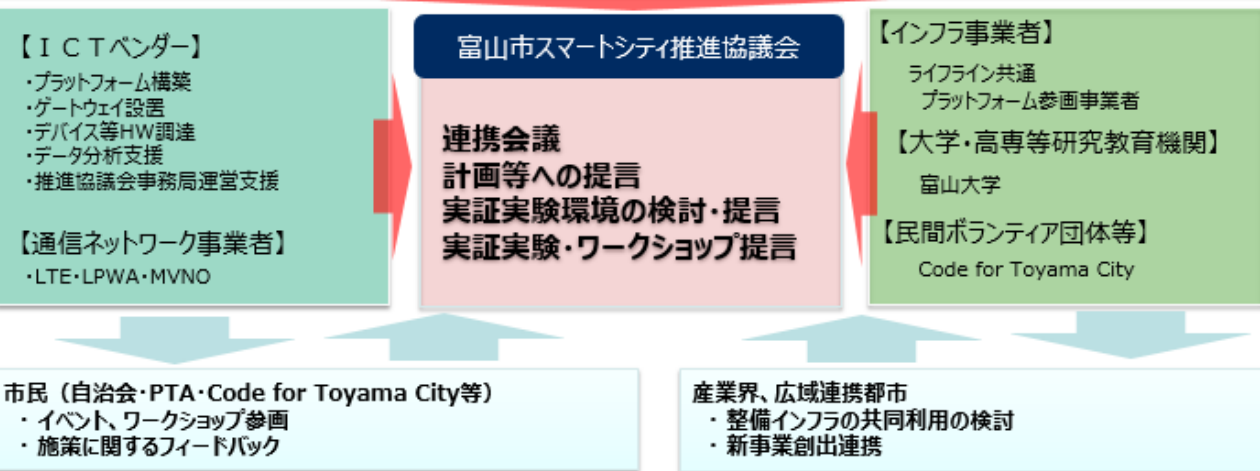 【ＩＣＴベンダー】
・プラットフォーム構築
・ゲートウェイ設置
・デバイス等HW調達
・データ分析支援
・推進協議会事務局運営支援
【通信ネットワーク事業者】
・LTE・LPWA・MVNO
富山市スマートシティ推進協議会
連携会議
計画等への提言
実証実験環境の検討・提言
実証実験・ワークショップ提言
【インフラ事業者】
ライフライン共通
プラットフォーム参画事業者
【大学・高専等研究教育機関】
富山大学
【民間ボランティア団体等】
Code for Toyama City
市民（自治会・PTA・Code for Toyama City等）
・イベント、ワークショップ参画
・施策に関するフィードバック
産業界、広域連携都市
・整備インフラの共同利用の検討
・新事業創出連携